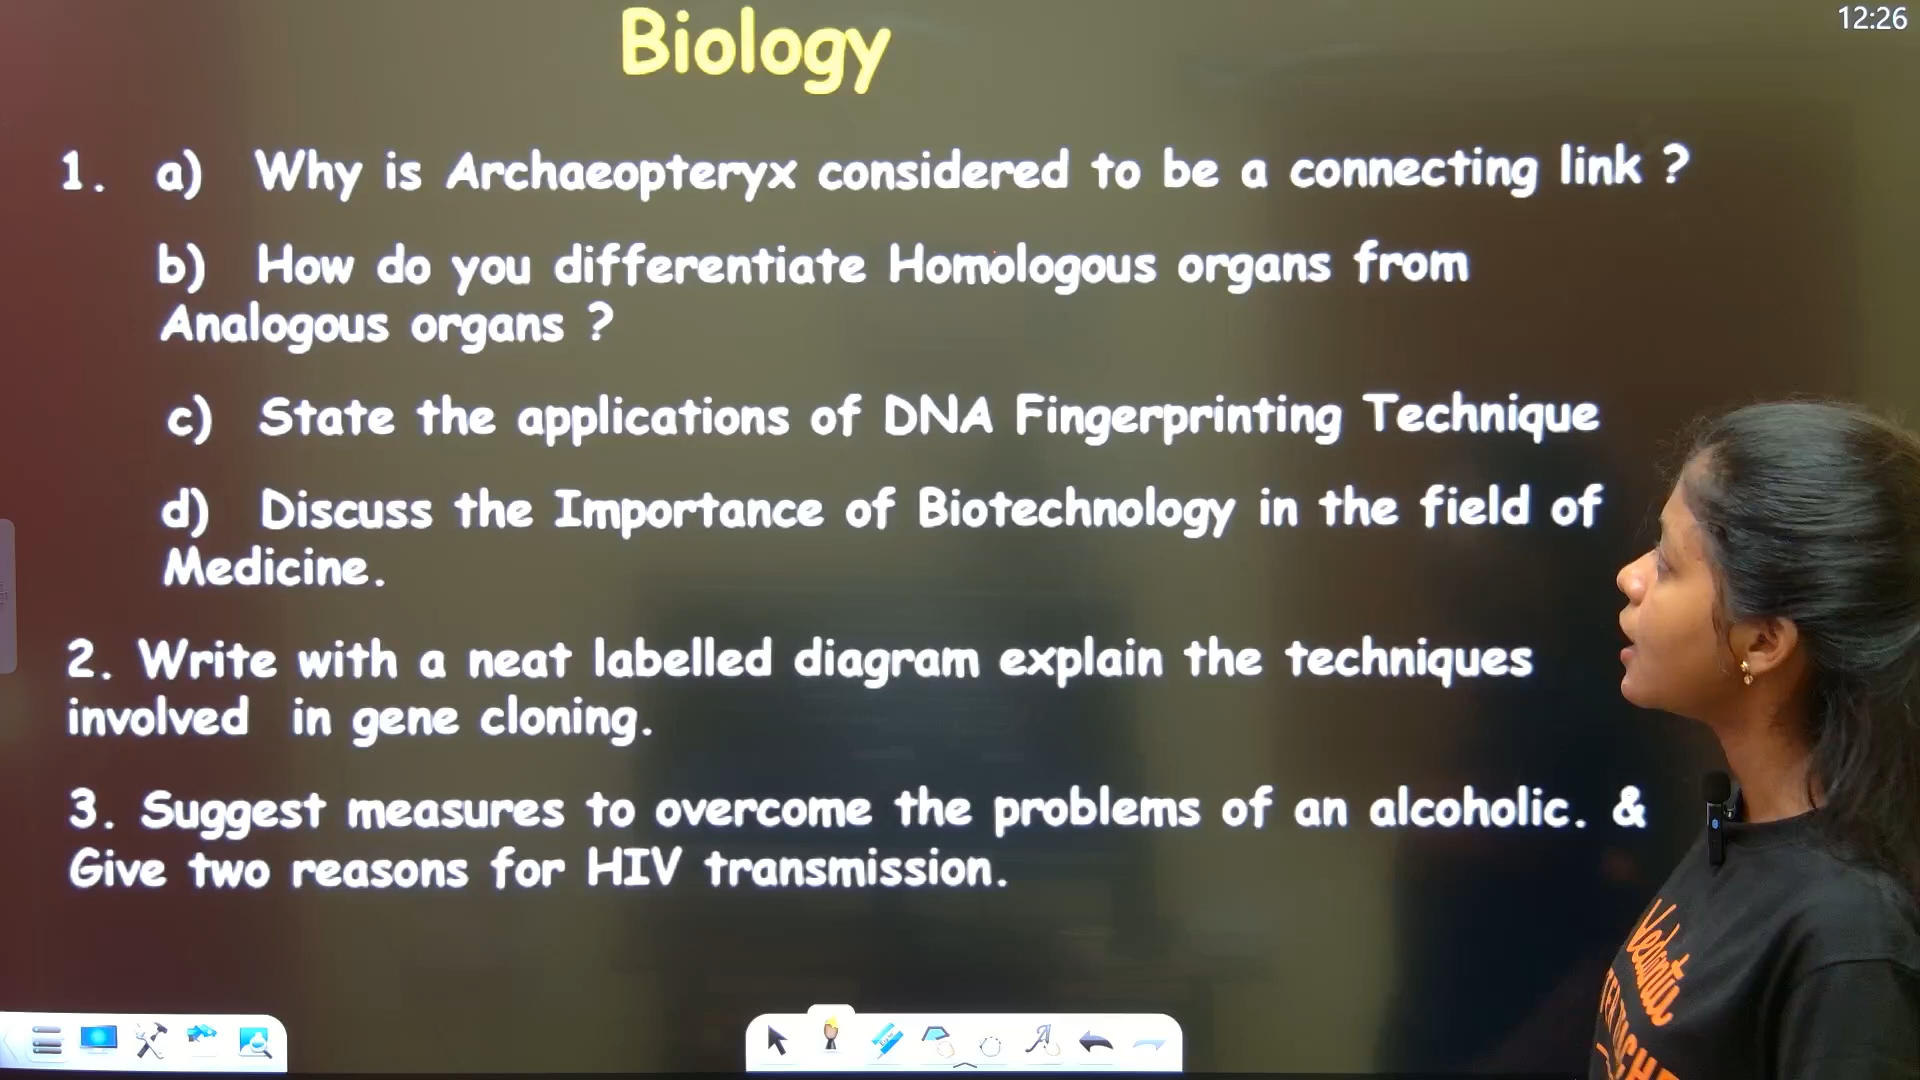 Biology
12:26
1. a) Why is Archaeopteryx considered to be a connecting link ?
b) How do you differentiate Homologous organs from
Analogous organs ?
c) State the applications of DNA Fingerprinting Technique
d) Discuss the Importance of Biotechnology in the field of
Medicine.
2. Write with a neat labelled diagram explain the techniques
involved in gene cloning.
3. Suggest measures to overcome the problems of an alcoholic. &
Give two reasons for HIV transmission.
Vedantu